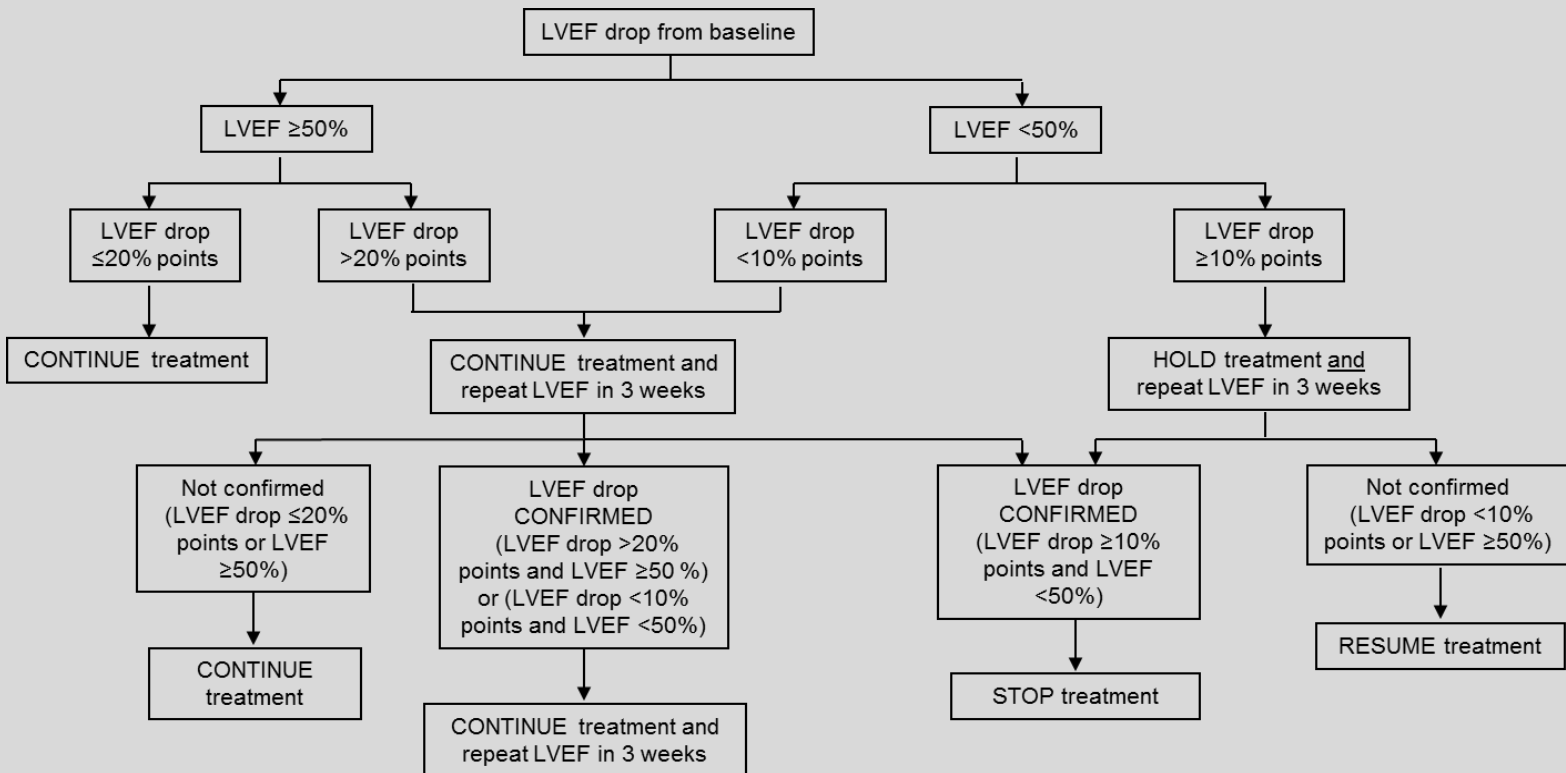 LVEF drop from baseline
LVEF ≥50%
LVEF <50%
LVEF drop
≤20% points
LVEF drop
>20% points
LVEF drop
<10% points
LVEF drop
≥10% points
CONTINUE treatment
CONTINUE treatment and
repeat LVEF in 3 weeks
HOLD treatment and
repeat LVEF in 3 weeks
Not confirmed
(LVEF drop ≤20%
points or LVEF
≥50%)
LVEF drop
CONFIRMED
(LVEF drop >20%
points and LVEF ≥50 %)
or (LVEF drop <10%
points and LVEF <50%)
LVEF drop
CONFIRMED
(LVEF drop ≥10%
points and LVEF
<50%)
Not confirmed
(LVEF drop <10%
points or LVEF ≥50%)
CONTINUE
treatment
CONTINUE treatment and
repeat LVEF in 3 weeks
STOP treatment
RESUME treatment